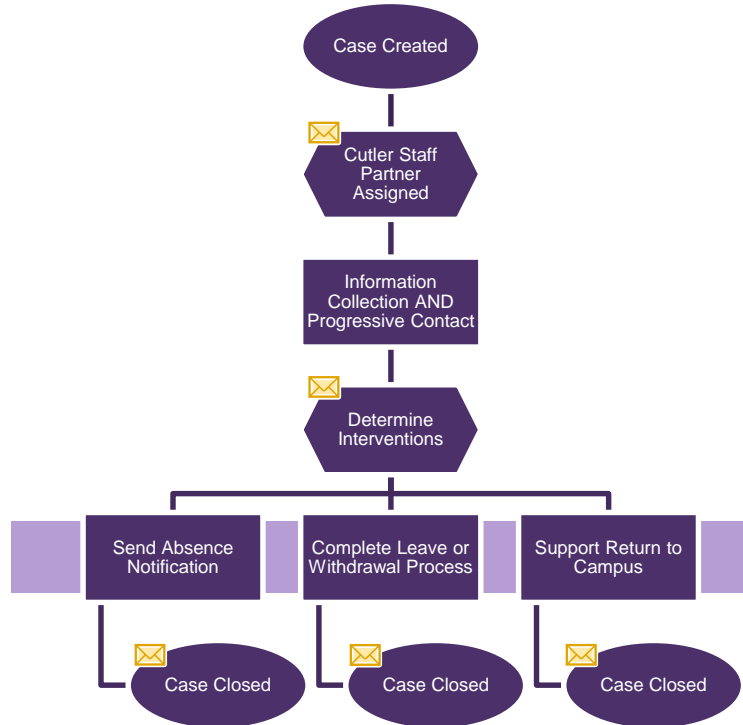 Case Created
Cutler Staff
Partner
Assigned
Information
Collection AND
Progressive Contact
Determine
Interventions
Send Absence
Notification
Complete Leave or
Withdrawal Process
Support Return to
Campus
Case Closed
Case Closed
Case Closed